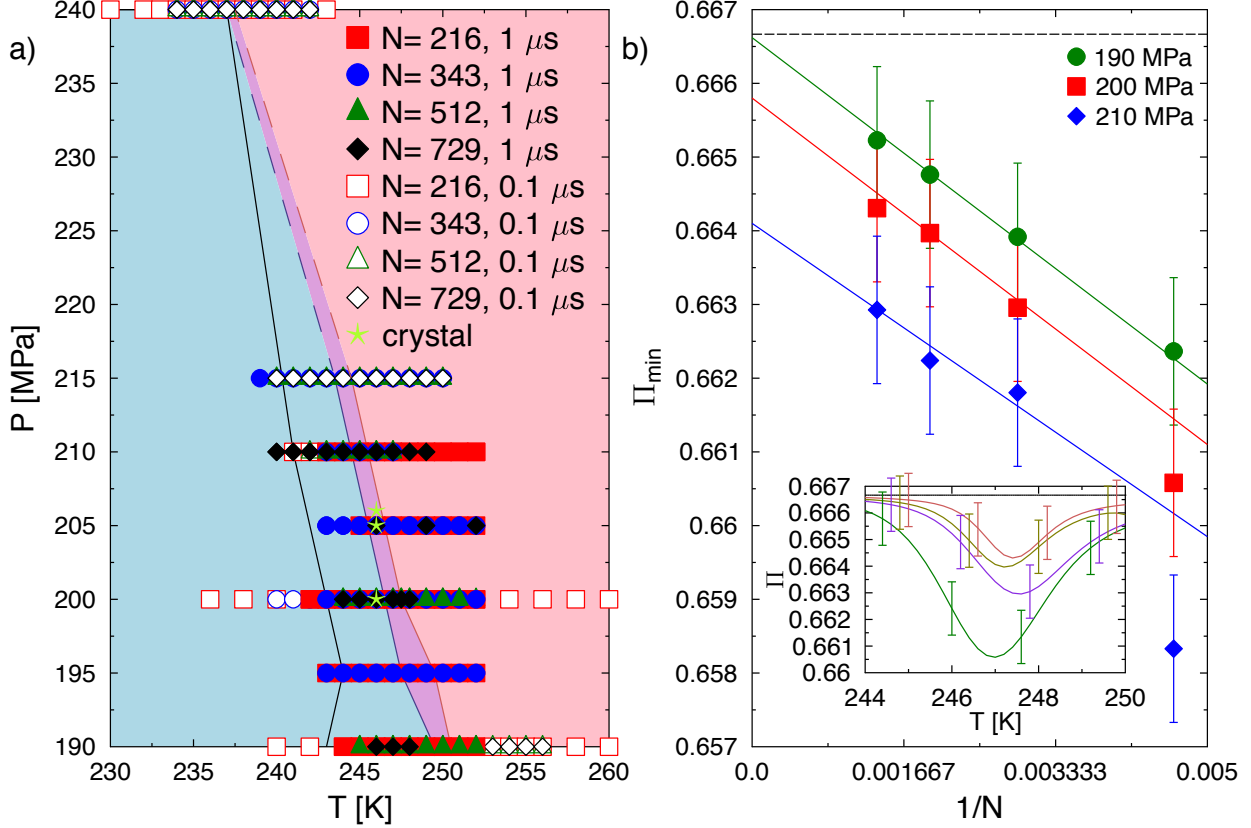 a)
P [MPa]
240
235
230
225
220
215
210
205
200
195
190
230
235
240
245
250
255
260
T [K]
N= 216, 1 μs
N= 343, 1 μs
N= 512, 1 μs
N= 729, 1 μs
N= 216, 0.1 μs
N= 343, 0.1 μs
N= 512, 0.1 μs
N= 729, 0.1 μs
crystal
b)
Πmin
0.667
0.666
0.665
0.664
0.663
0.662
0.661
0.66
0.659
0.658
0.657
0.0
0.001667
0.003333
0.005
1/N
190 MPa
200 MPa
210 MPa
Π
0.667
0.666
0.665
0.664
0.663
0.662
0.661
0.66
244
246
248
250
T [K]